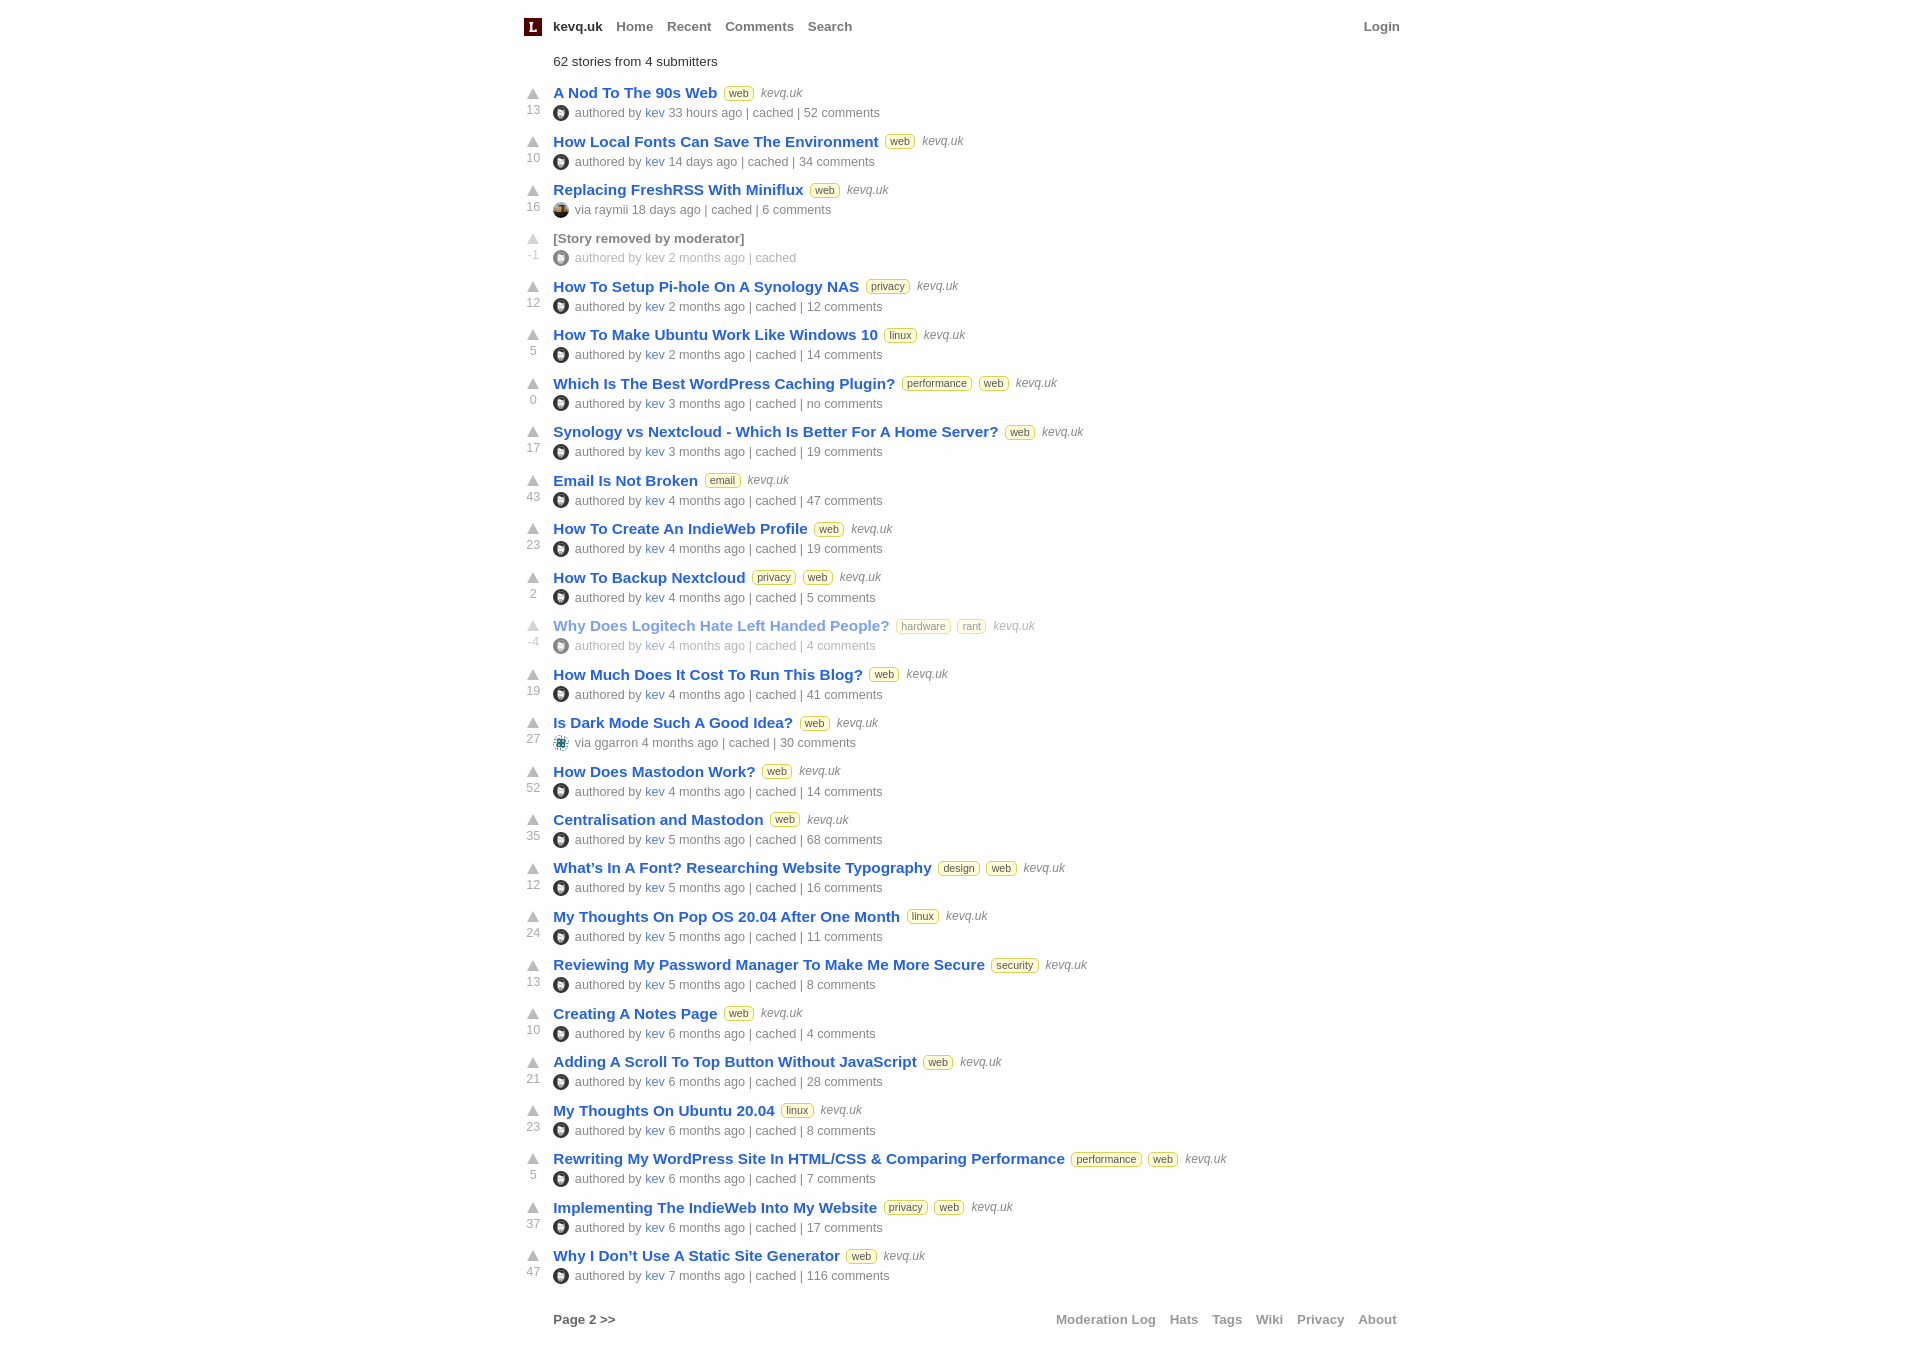 L kevq.uk Home Recent Comments Search Login
62 stories from 4 submitters
A Nod To The 90s Web web kevq.uk
13 authored by kev 33 hours ago | cached | 52 comments
How Local Fonts Can Save The Environment web kevq.uk
10 authored by kev 14 days ago | cached | 34 comments
Replacing FreshRSS With Miniflux web kevq.uk
16 via raymii 18 days ago | cached | 6 comments
[Story removed by moderator]
-1 authored by kev 2 months ago | cached
How To Setup Pi-hole On A Synology NAS privacy kevq.uk
12 authored by kev 2 months ago | cached | 12 comments
How To Make Ubuntu Work Like Windows 10 linux kevq.uk
5 authored by kev 2 months ago | cached | 14 comments
Which Is The Best WordPress Caching Plugin? performance web kevq.uk
0 authored by kev 3 months ago | cached | no comments
Synology vs Nextcloud - Which Is Better For A Home Server? web kevq.uk
17 authored by kev 3 months ago | cached | 19 comments
Email Is Not Broken email kevq.uk
43 authored by kev 4 months ago | cached | 47 comments
How To Create An IndieWeb Profile web kevq.uk
23 authored by kev 4 months ago | cached | 19 comments
How To Backup Nextcloud privacy web kevq.uk
2 authored by kev 4 months ago | cached | 5 comments
Why Does Logitech Hate Left Handed People? hardware rant kevq.uk
-4 authored by kev 4 months ago | cached | 4 comments
How Much Does It Cost To Run This Blog? web kevq.uk
19 authored by kev 4 months ago | cached | 41 comments
Is Dark Mode Such A Good Idea? web kevq.uk
27 via ggarron 4 months ago | cached | 30 comments
How Does Mastodon Work? web kevq.uk
52 authored by kev 4 months ago | cached | 14 comments
Centralisation and Mastodon web kevq.uk
35 authored by kev 5 months ago | cached | 68 comments
What’s In A Font? Researching Website Typography design web kevq.uk
12 authored by kev 5 months ago | cached | 16 comments
My Thoughts On Pop OS 20.04 After One Month linux kevq.uk
24 authored by kev 5 months ago | cached | 11 comments
Reviewing My Password Manager To Make Me More Secure security kevq.uk
13 authored by kev 5 months ago | cached | 8 comments
Creating A Notes Page web kevq.uk
10 authored by kev 6 months ago | cached | 4 comments
Adding A Scroll To Top Button Without JavaScript web kevq.uk
21 authored by kev 6 months ago | cached | 28 comments
My Thoughts On Ubuntu 20.04 linux kevq.uk
23 authored by kev 6 months ago | cached | 8 comments
Rewriting My WordPress Site In HTML/CSS & Comparing Performance performance web kevq.uk
5 authored by kev 6 months ago | cached | 7 comments
Implementing The IndieWeb Into My Website privacy web kevq.uk
37 authored by kev 6 months ago | cached | 17 comments
Why I Don’t Use A Static Site Generator web kevq.uk
47 authored by kev 7 months ago | cached | 116 comments
Page 2 >> Moderation Log Hats Tags Wiki Privacy About